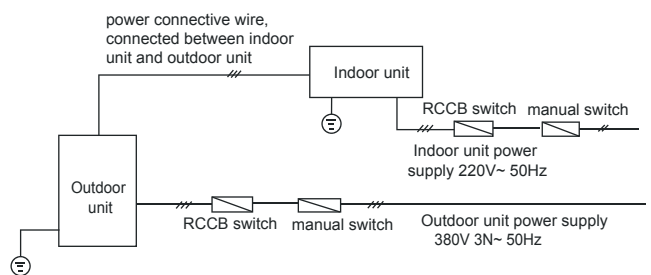 power connective wire,
connected between indoor
unit and outdoor unit
Indoor unit
RCCB switch
manual switch
Indoor unit power
supply 220V~ 50Hz
Outdoor
unit
RCCB switch
manual switch
Outdoor unit power supply
380V 3N~ 50Hz